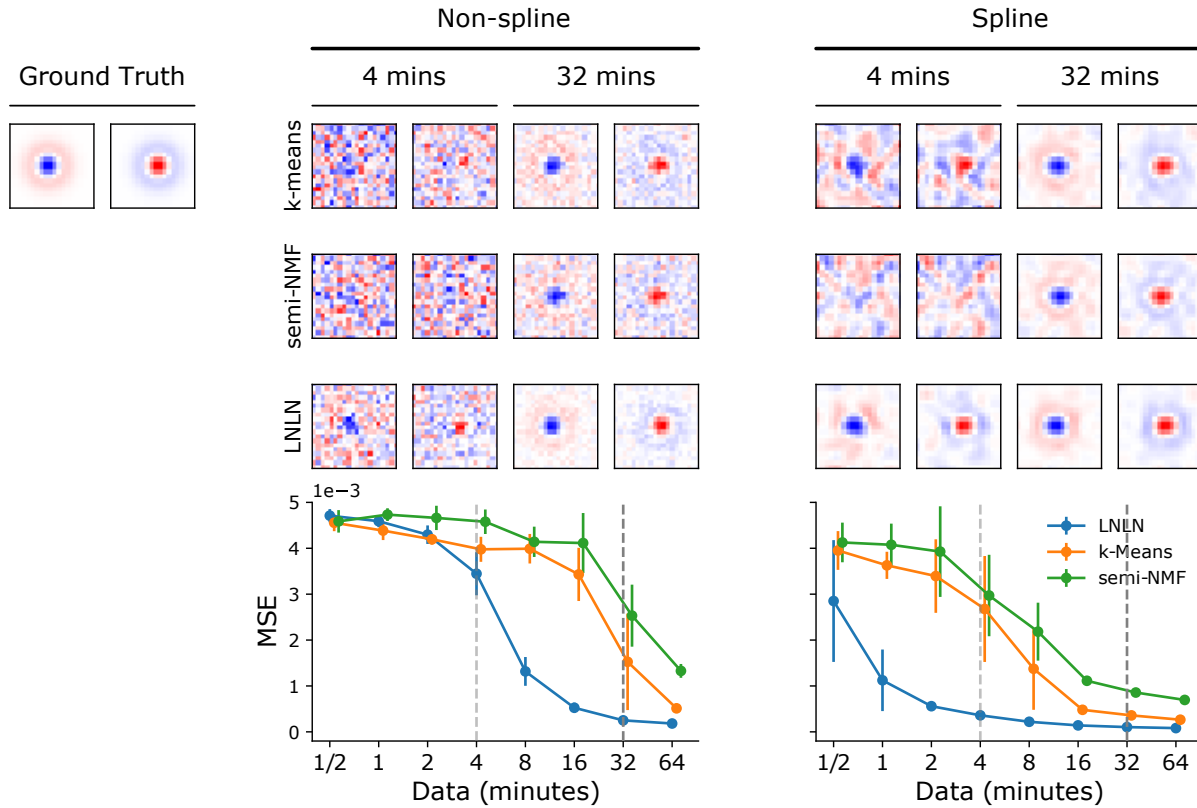 Non-spline
Spline
Ground Truth
4 mins
32 mins
4 mins
32 mins
k-means
semi-NMF
LNLN
1e−3
5
4
3
2
1
0
MSE
1/2 1 2 4 8 16 32 64
Data (minutes)
LNLN
k-Means
semi-NMF
1/2 1 2 4 8 16 32 64
Data (minutes)